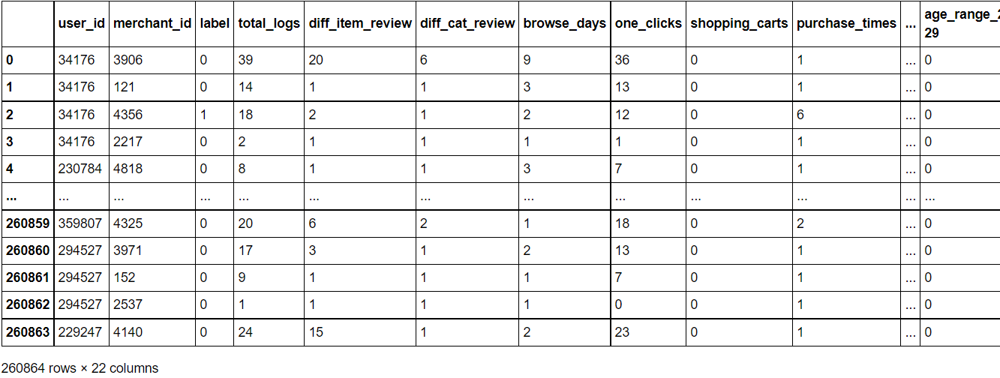 user_id merchant_id label total_logs diff_item_review diff_cat_review browse_days one_clicks shopping_carts purchase_times ... age_range_2
29
0 34176 3906 0 39 20 6 9 36 0 1 ... 0
1 34176 121 0 14 1 1 3 13 0 1 ... 0
2 34176 4356 1 18 2 1 2 12 0 6 ... 0
3 34176 2217 0 2 1 1 1 1 0 1 ... 0
4 230784 4818 0 8 1 1 3 7 0 1 ... 0
... ... ... ... ... ... ... ... ... ... ... ... ...
260859 359807 4325 0 20 6 2 1 18 0 2 ... 0
260860 294527 3971 0 17 3 1 2 13 0 1 ... 0
260861 294527 152 0 9 1 1 1 7 0 1 ... 0
260862 294527 2537 0 1 1 1 1 0 0 1 ... 0
260863 229247 4140 0 24 15 1 2 23 0 1 ... 0
260864 rows × 22 columns